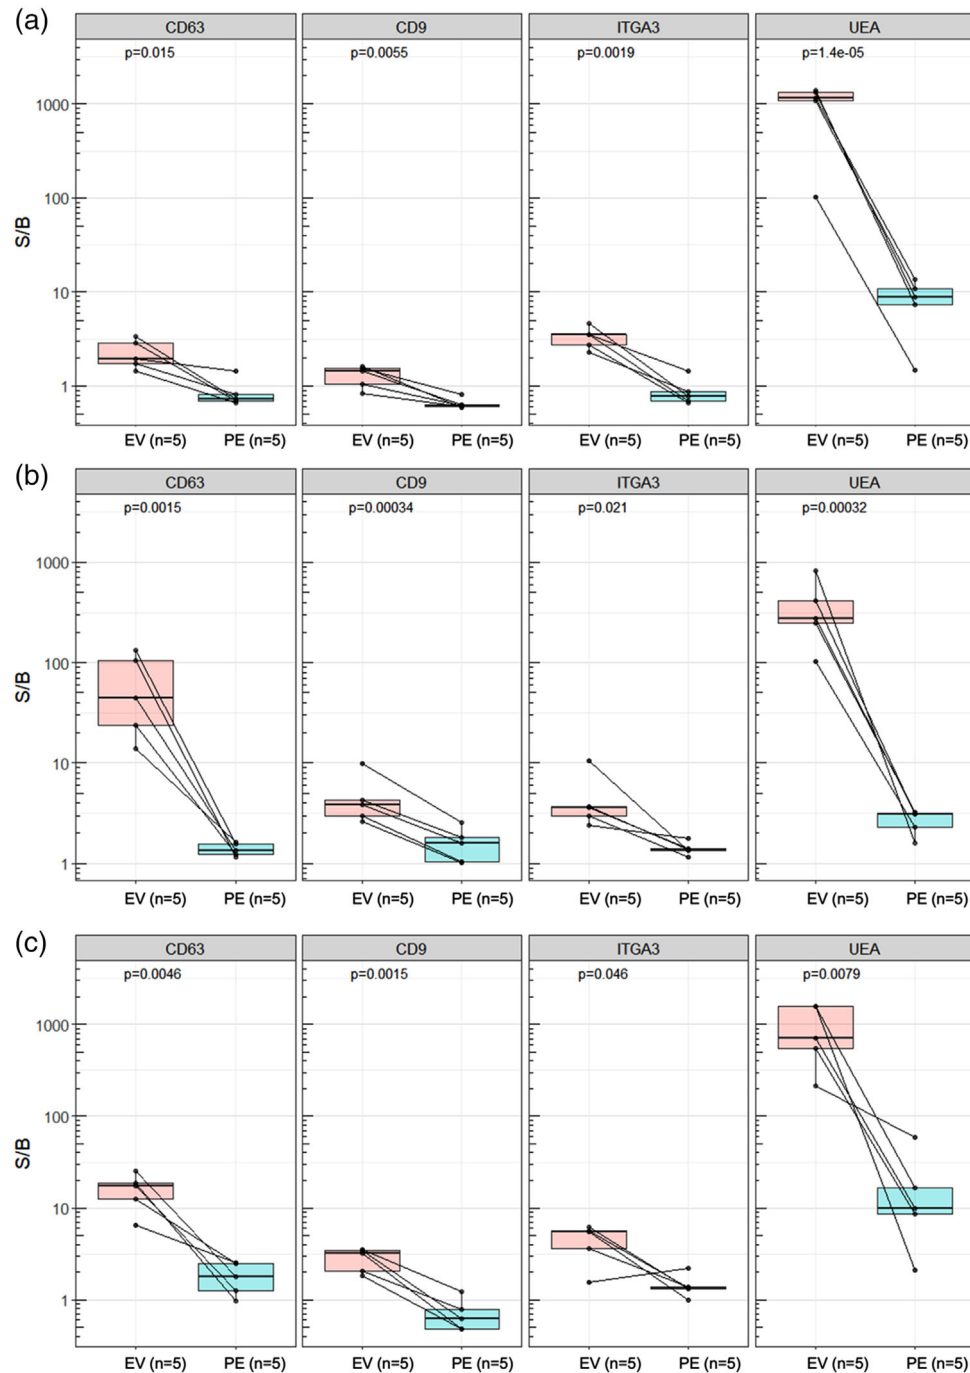 (a)
CD63 CD9 ITGA3 UEA
p=0.015 p=0.0055 p=0.0019 p=1.4e-05
1000
100
S/B
10
1
EV (n=5) PE (n=5) EV (n=5) PE (n=5) EV (n=5) PE (n=5) EV (n=5) PE (n=5)
(b)
CD63 CD9 ITGA3 UEA
p=0.0015 p=0.00034 p=0.021 p=0.00032
1000
100
S/B
10
1
EV (n=5) PE (n=5) EV (n=5) PE (n=5) EV (n=5) PE (n=5) EV (n=5) PE (n=5)
(c)
CD63 CD9 ITGA3 UEA
p=0.0046 p=0.0015 p=0.046 p=0.0079
1000
100
S/B
10
1
EV (n=5) PE (n=5) EV (n=5) PE (n=5) EV (n=5) PE (n=5) EV (n=5) PE (n=5)